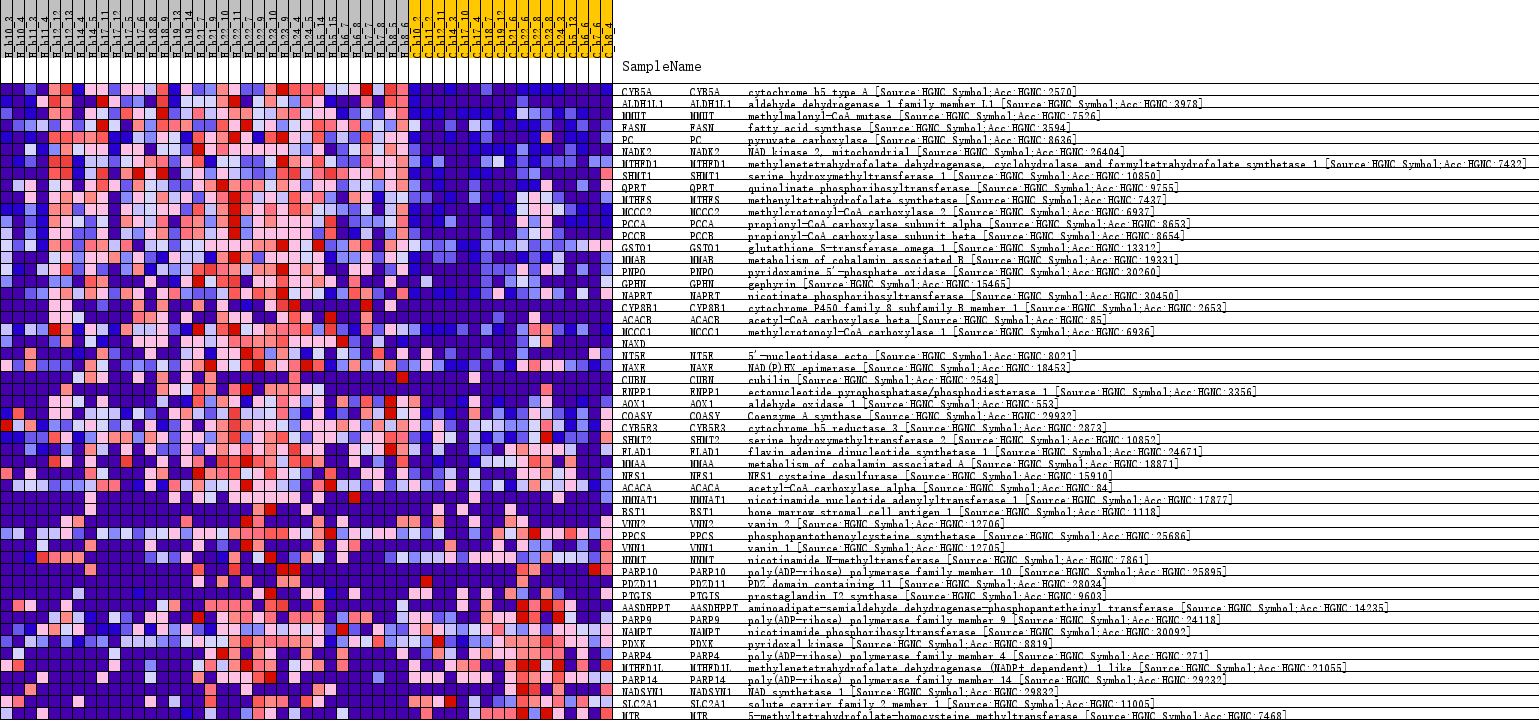 SampleName
CYB5A CYB5A cytochrome b5 type A [Source:HGNC Symbol;Acc:HGNC:2570]
ALDH1L1 ALDH1L1 aldehyde dehydrogenase 1 family member L1 [Source:HGNC Symbol;Acc:HGNC:3978]
MMUT MMUT methylmalonyl-CoA mutase [Source:HGNC Symbol;Acc:HGNC:7526]
FASN FASN fatty acid synthase [Source:HGNC Symbol;Acc:HGNC:3594]
PC PC pyruvate carboxylase [Source:HGNC Symbol;Acc:HGNC:8636]
NADK2 NADK2 NAD kinase 2, mitochondrial [Source:HGNC Symbol;Acc:HGNC:26404]
MTHFD1 MTHFD1 methylenetetrahydrofolate dehydrogenase, cyclohydrolase and formyltetrahydrofolate synthetase 1 [Source:HGNC Symbol;Acc:HGNC:7432]
SHMT1 SHMT1 serine hydroxymethyltransferase 1 [Source:HGNC Symbol;Acc:HGNC:10850]
QPRT QPRT quinolinate phosphoribosyltransferase [Source:HGNC Symbol;Acc:HGNC:9755]
MTHFS MTHFS methenyltetrahydrofolate synthetase [Source:HGNC Symbol;Acc:HGNC:7437]
MCCC2 MCCC2 methylcrotonoyl-CoA carboxylase 2 [Source:HGNC Symbol;Acc:HGNC:6937]
PCCA PCCA propionyl-CoA carboxylase subunit alpha [Source:HGNC Symbol;Acc:HGNC:8653]
PCCB PCCB propionyl-CoA carboxylase subunit beta [Source:HGNC Symbol;Acc:HGNC:8654]
GSTO1 GSTO1 glutathione S-transferase omega 1 [Source:HGNC Symbol;Acc:HGNC:13312]
MMAB MMAB metabolism of cobalamin associated B [Source:HGNC Symbol;Acc:HGNC:19331]
PNPO PNPO pyridoxamine 5'-phosphate oxidase [Source:HGNC Symbol;Acc:HGNC:30260]
GPHN GPHN gephyrin [Source:HGNC Symbol;Acc:HGNC:15465]
NAPRT NAPRT nicotinate phosphoribosyltransferase [Source:HGNC Symbol;Acc:HGNC:30450]
CYP8B1 CYP8B1 cytochrome P450 family 8 subfamily B member 1 [Source:HGNC Symbol;Acc:HGNC:2653]
ACACB ACACB acetyl-CoA carboxylase beta [Source:HGNC Symbol;Acc:HGNC:85]
MCCC1 MCCC1 methylcrotonoyl-CoA carboxylase 1 [Source:HGNC Symbol;Acc:HGNC:6936]
NAXD
NT5E NT5E 5'-nucleotidase ecto [Source:HGNC Symbol;Acc:HGNC:8021]
NAXE NAXE NAD(P)HX epimerase [Source:HGNC Symbol;Acc:HGNC:18453]
CUBN CUBN cubilin [Source:HGNC Symbol;Acc:HGNC:2548]
ENPP1 ENPP1 ectonucleotide pyrophosphatase/phosphodiesterase 1 [Source:HGNC Symbol;Acc:HGNC:3356]
AOX1 AOX1 aldehyde oxidase 1 [Source:HGNC Symbol;Acc:HGNC:553]
COASY COASY Coenzyme A synthase [Source:HGNC Symbol;Acc:HGNC:29932]
CYB5R3 CYB5R3 cytochrome b5 reductase 3 [Source:HGNC Symbol;Acc:HGNC:2873]
SHMT2 SHMT2 serine hydroxymethyltransferase 2 [Source:HGNC Symbol;Acc:HGNC:10852]
FLAD1 FLAD1 flavin adenine dinucleotide synthetase 1 [Source:HGNC Symbol;Acc:HGNC:24671]
MMAA MMAA metabolism of cobalamin associated A [Source:HGNC Symbol;Acc:HGNC:18871]
NFS1 NFS1 NFS1 cysteine desulfurase [Source:HGNC Symbol;Acc:HGNC:15910]
ACACA ACACA acetyl-CoA carboxylase alpha [Source:HGNC Symbol;Acc:HGNC:84]
NMNAT1 NMNAT1 nicotinamide nucleotide adenylyltransferase 1 [Source:HGNC Symbol;Acc:HGNC:17877]
BST1 BST1 bone marrow stromal cell antigen 1 [Source:HGNC Symbol;Acc:HGNC:1118]
VNN2 VNN2 vanin 2 [Source:HGNC Symbol;Acc:HGNC:12706]
PPCS PPCS phosphopantothenoylcysteine synthetase [Source:HGNC Symbol;Acc:HGNC:25686]
VNN1 VNN1 vanin 1 [Source:HGNC Symbol;Acc:HGNC:12705]
NNMT NNMT nicotinamide N-methyltransferase [Source:HGNC Symbol;Acc:HGNC:7861]
PARP10 PARP10 poly(ADP-ribose) polymerase family member 10 [Source:HGNC Symbol;Acc:HGNC:25895]
PDZD11 PDZD11 PDZ domain containing 11 [Source:HGNC Symbol;Acc:HGNC:28034]
PTGIS PTGIS prostaglandin I2 synthase [Source:HGNC Symbol;Acc:HGNC:9603]
AASDHPPT AASDHPPT aminoadipate-semialdehyde dehydrogenase-phosphopantetheinyl transferase [Source:HGNC Symbol;Acc:HGNC:14235]
PARP9 PARP9 poly(ADP-ribose) polymerase family member 9 [Source:HGNC Symbol;Acc:HGNC:24118]
NAMPT NAMPT nicotinamide phosphoribosyltransferase [Source:HGNC Symbol;Acc:HGNC:30092]
PDXK PDXK pyridoxal kinase [Source:HGNC Symbol;Acc:HGNC:8819]
PARP4 PARP4 poly(ADP-ribose) polymerase family member 4 [Source:HGNC Symbol;Acc:HGNC:271]
MTHFD1L MTHFD1L methylenetetrahydrofolate dehydrogenase (NADP+ dependent) 1 like [Source:HGNC Symbol;Acc:HGNC:21055]
PARP14 PARP14 poly(ADP-ribose) polymerase family member 14 [Source:HGNC Symbol;Acc:HGNC:29232]
NADSYN1 NADSYN1 NAD synthetase 1 [Source:HGNC Symbol;Acc:HGNC:29832]
SLC2A1 SLC2A1 solute carrier family 2 member 1 [Source:HGNC Symbol;Acc:HGNC:11005]
MTR MTR 5-methyltetrahydrofolate-homocysteine methyltransferase [Source:HGNC Symbol;Acc:HGNC:7468]